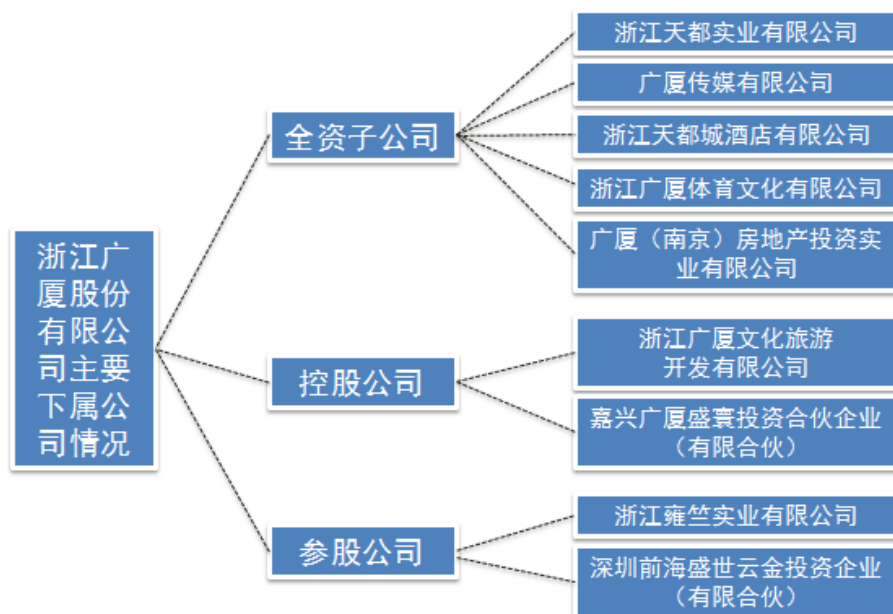 浙江广
厦股份
有限公
司主要
下属公
司情况
全资子公司
浙江天都实业有限公司
广厦传媒有限公司
浙江天都城酒店有限公司
浙江广厦体育文化有限公司
广厦（南京）房地产投资实
业有限公司
控股公司
浙江广厦文化旅游
开发有限公司
嘉兴广厦盛寰投资合伙企业
（有限合伙）
参股公司
浙江雍竺实业有限公司
深圳前海盛世云金投资企业
（有限合伙）